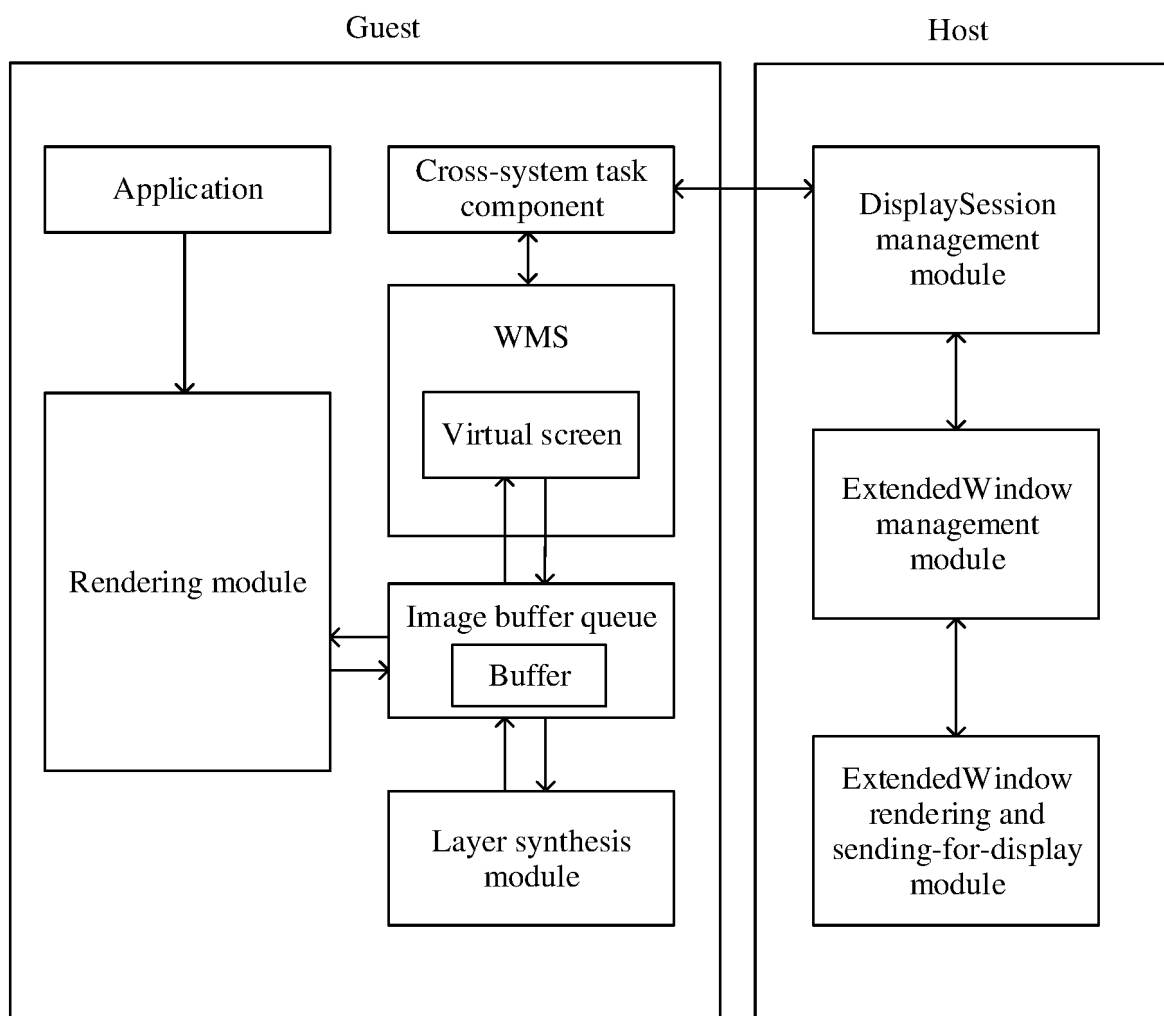 Guest
Host
Application
Cross-system task
component
DisplaySession
management
module
WMS
Virtual screen
ExtendedWindow
management
module
Rendering module
Image buffer queue
Buffer
Layer synthesis
module
ExtendedWindow
rendering and
sending-for-display
module